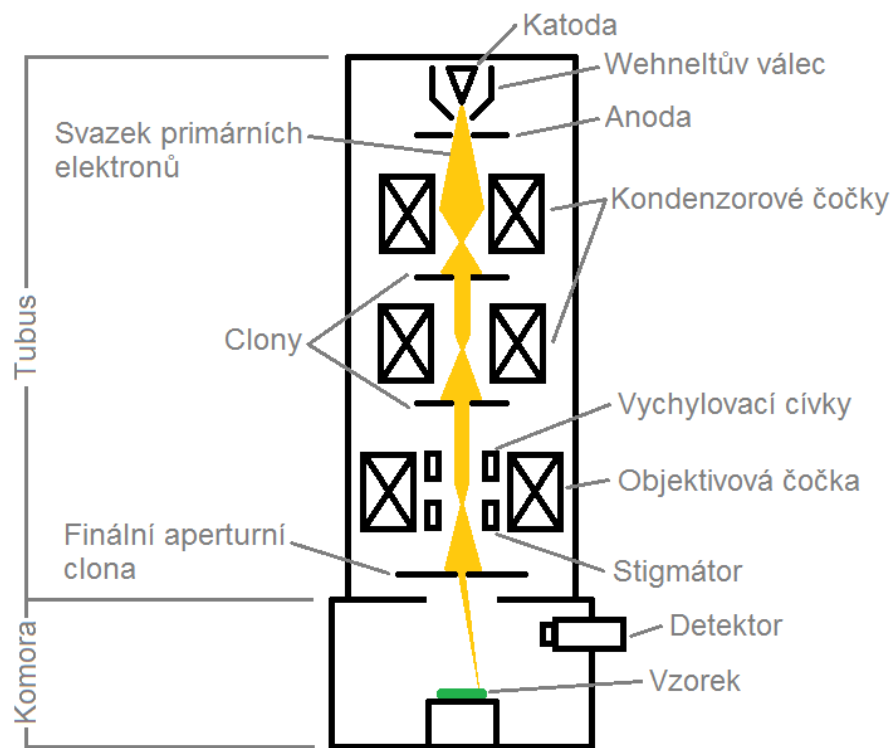 Katoda
Wehneltův válec
Anoda
Svazek primárních
elektronů
Kondenzorové čočky
Tubus
Clony
Vychylovací cívky
Objektivová čočka
Finální aperturní
clona
Stigmátor
Detektor
Komora
Vzorek